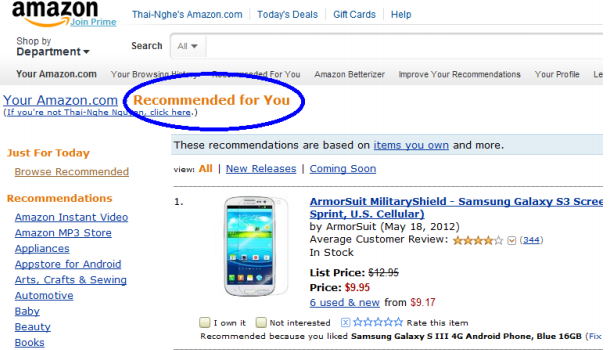 amazon
Join Prime
Thai-Nghe's Amazon.com Today's Deals Gift Cards Help
Shop by
Department
Search All
Your Amazon.com Your Browsing History Recommended For You Amazon Betterizer Improve Your Recommendations Your Profile Le
Your Amazon.com Recommended for You
(If you're not Thai-Nghe Nguyen, click here.)
These recommendations are based on items you own and more.
Just For Today
Browse Recommended
view: All | New Releases | Coming Soon
Recommendations
Amazon Instant Video
Amazon MP3 Store
Appliances
Appstore for Android
Arts, Crafts & Sewing
Automotive
Baby
Beauty
Books
1.
ArmorSuit MilitaryShield - Samsung Galaxy S3 Scree
Sprint, U.S. Cellular)
by ArmorSuit (May 18, 2012)
Average Customer Review: (344)
In Stock
List Price: $12.95
Price: $9.95
6 used & new from $9.17
I own it Not interested Rate this item
Recommended because you liked Samsung Galaxy S III 4G Android Phone, Blue 16GB (Fix